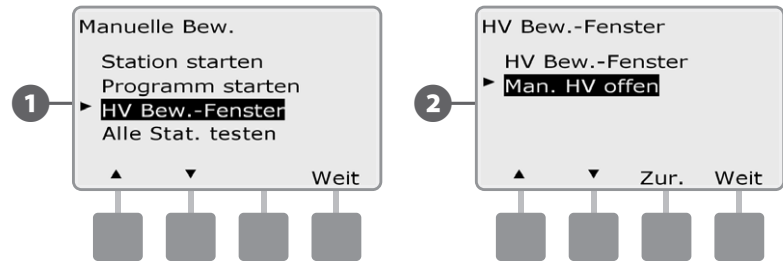 1
Manuelle Bew.
Station starten
Programm starten
► HV Bew.-Fenster
Alle Stat. testen
▲ ▼ Weit
2
HV Bew.-Fenster
HV Bew.-Fenster
► Man. HV offen
▲ ▼ Zur. Weit